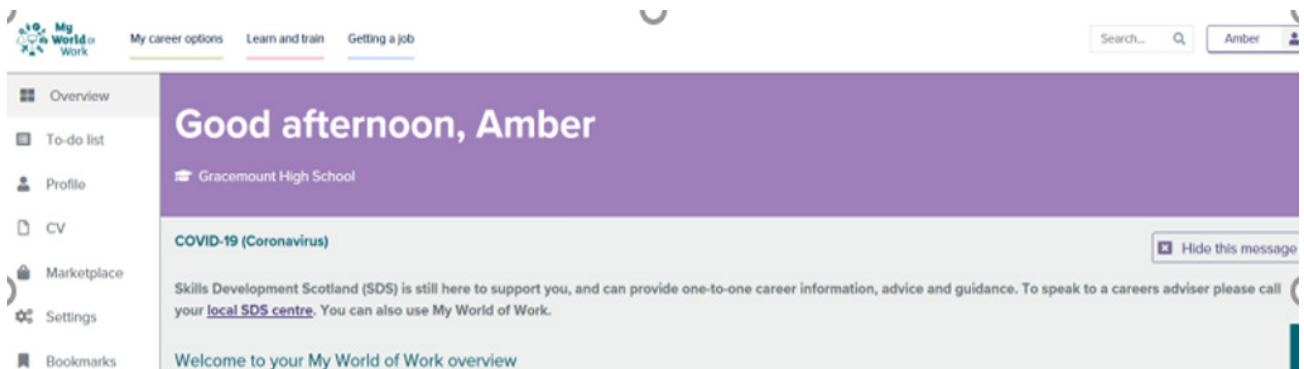 My
World of
Work
My career options
Learn and train
Getting a job
Search...
Amber
Overview
To-do list
Profile
CV
Marketplace
Settings
Bookmarks
Good afternoon, Amber
Gracemount High School
COVID-19 (Coronavirus)
Hide this message
Skills Development Scotland (SDS) is still here to support you, and can provide one-to-one career information, advice and guidance. To speak to a careers adviser please call
your local SDS centre. You can also use My World of Work.
Welcome to your My World of Work overview